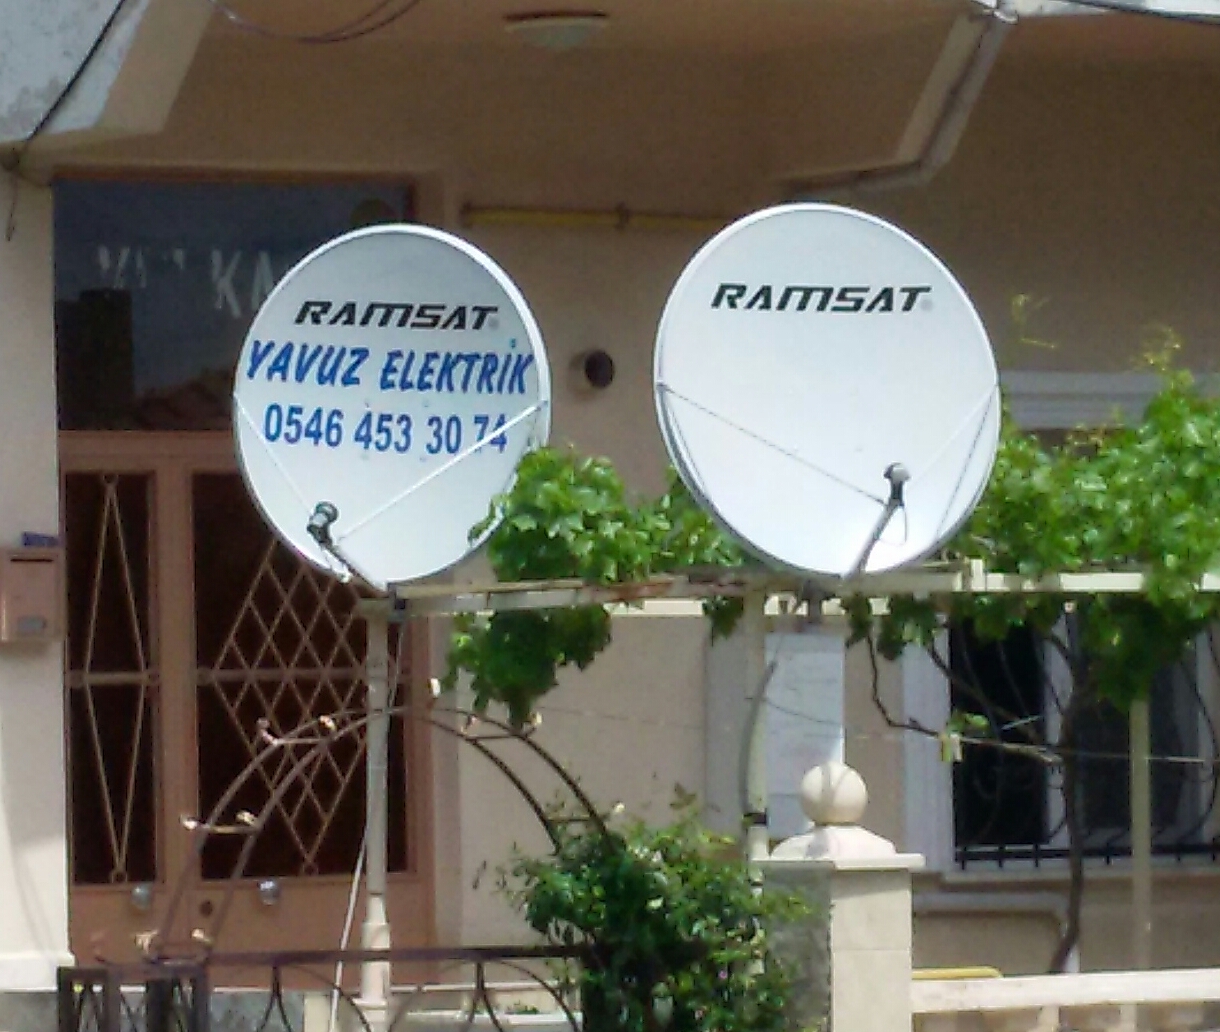 RAMSAT
YAVUZ ELEKTRİK
0546 453 30 74
RAMSAT